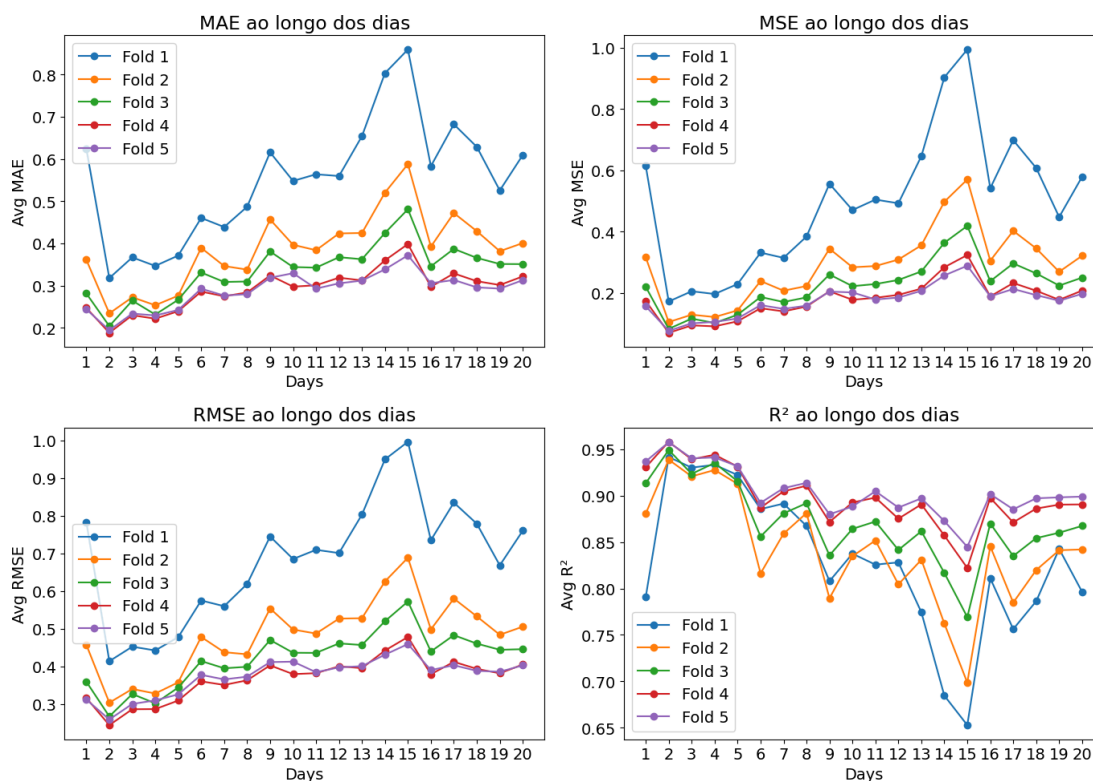 MAE ao longo dos dias
Avg MAE
0.8
0.7
0.6
0.5
0.4
0.3
0.2
Fold 1
Fold 2
Fold 3
Fold 4
Fold 5
1 2 3 4 5 6 7 8 9 10 11 12 13 14 15 16 17 18 19 20
Days
MSE ao longo dos dias
Avg MSE
1.0
0.8
0.6
0.4
0.2
Fold 1
Fold 2
Fold 3
Fold 4
Fold 5
1 2 3 4 5 6 7 8 9 10 11 12 13 14 15 16 17 18 19 20
Days
RMSE ao longo dos dias
Avg RMSE
1.0
0.9
0.8
0.7
0.6
0.5
0.4
0.3
Fold 1
Fold 2
Fold 3
Fold 4
Fold 5
1 2 3 4 5 6 7 8 9 10 11 12 13 14 15 16 17 18 19 20
Days
R² ao longo dos dias
Avg R²
0.95
0.90
0.85
0.80
0.75
0.70
0.65
Fold 1
Fold 2
Fold 3
Fold 4
Fold 5
1 2 3 4 5 6 7 8 9 10 11 12 13 14 15 16 17 18 19 20
Days